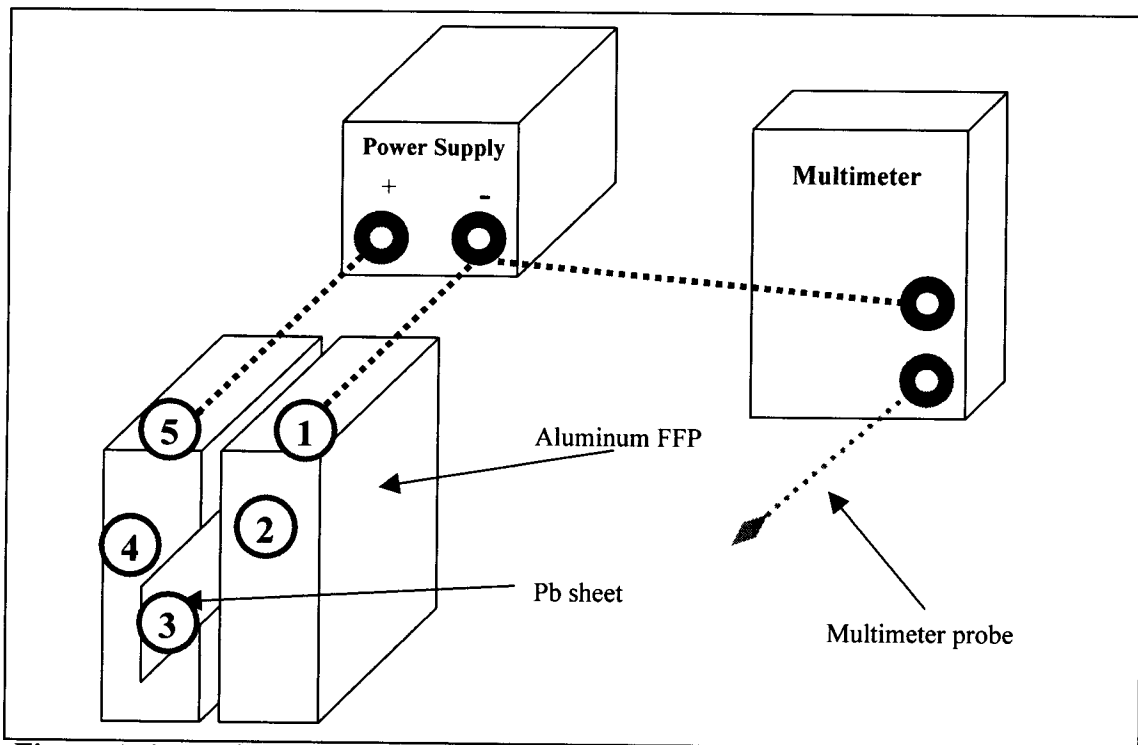 Power Supply
+ -
Multimeter
5
1
Aluminum FFP
2
4
Pb sheet
3
Multimeter probe